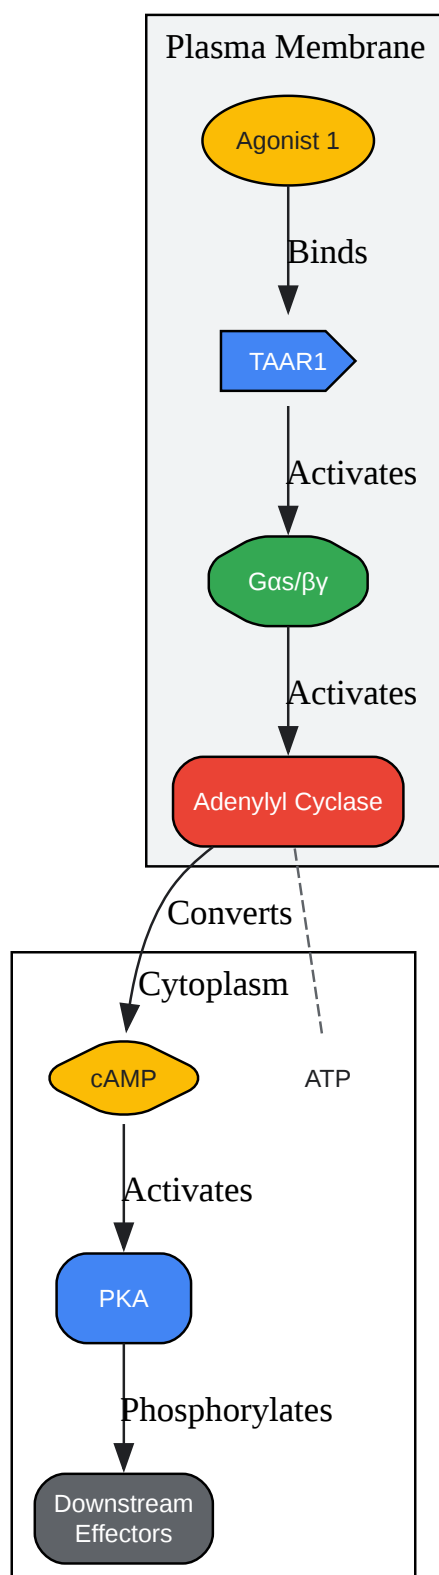 Plasma Membrane
Agonist 1
Binds
TAAR1
Activates
Gαs/βγ
Activates
Adenylyl Cyclase
Converts
Cytoplasm
cAMP
ATP
Activates
PKA
Phosphorylates
Downstream
Effectors